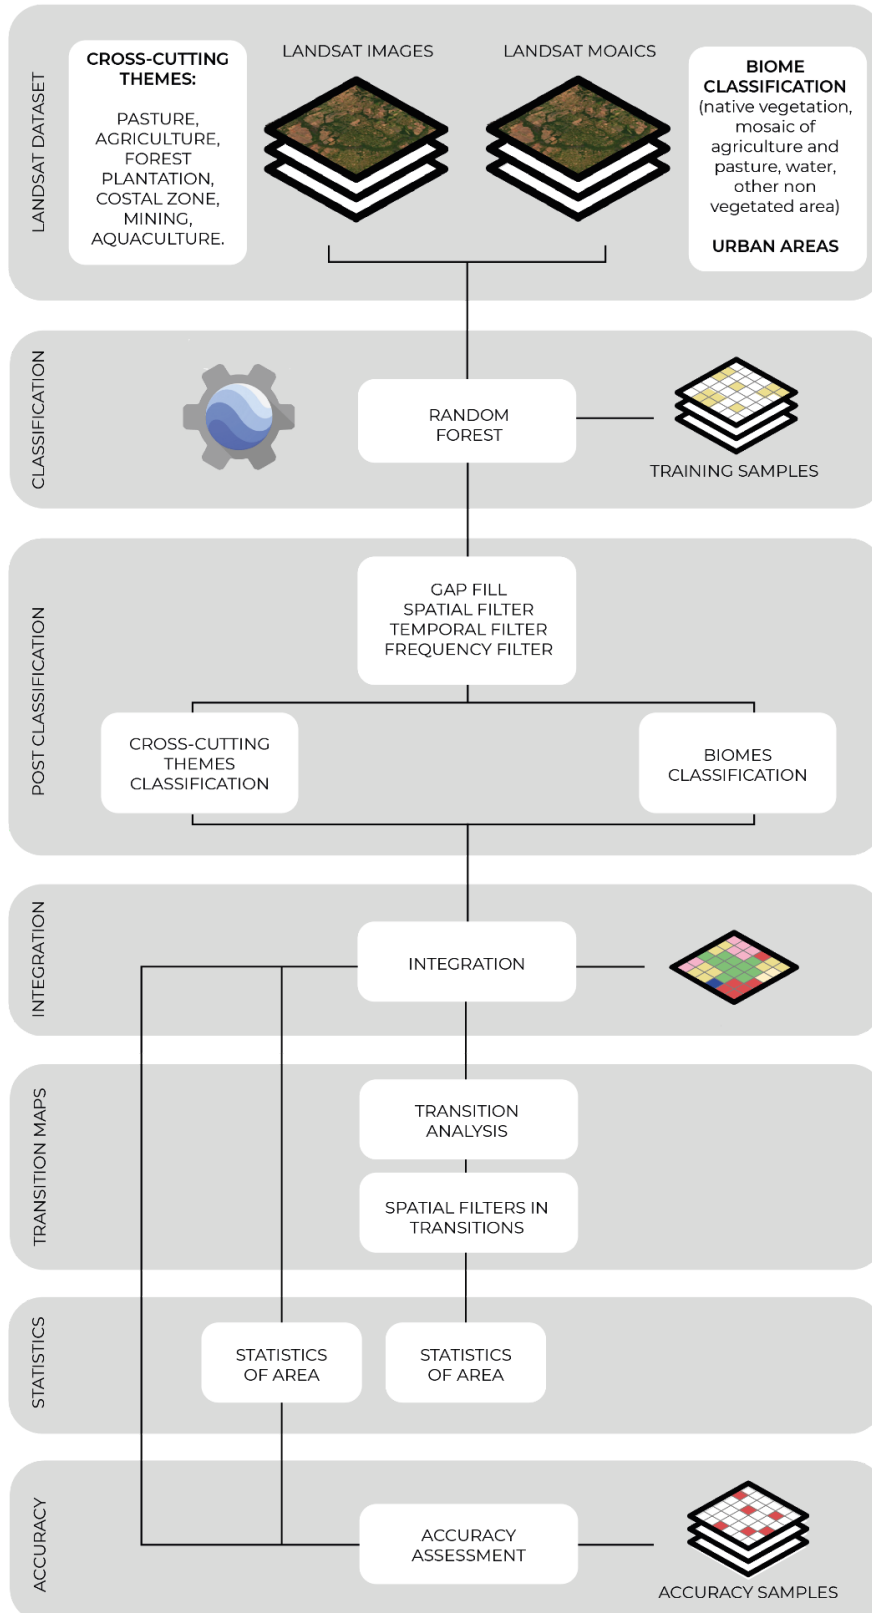 LANDSAT DATASET
CROSS-CUTTING
THEMES:
PASTURE,
AGRICULTURE,
FOREST
PLANTATION,
COSTAL ZONE,
MINING,
AQUACULTURE.
LANDSAT IMAGES
LANDSAT MOAICS
BIOME
CLASSIFICATION
(native vegetation,
mosaic of
agriculture and
pasture, water,
other non
vegetated area)
URBAN AREAS
CLASSIFICATION
RANDOM
FOREST
TRAINING SAMPLES
POST CLASSIFICATION
GAP FILL
SPATIAL FILTER
TEMPORAL FILTER
FREQUENCY FILTER
CROSS-CUTTING
THEMES
CLASSIFICATION
BIOMES
CLASSIFICATION
INTEGRATION
INTEGRATION
TRANSITION MAPS
TRANSITION
ANALYSIS
SPATIAL FILTERS IN
TRANSITIONS
STATISTICS
STATISTICS
OF AREA
STATISTICS
OF AREA
ACCURACY
ACCURACY
ASSESSMENT
ACCURACY SAMPLES